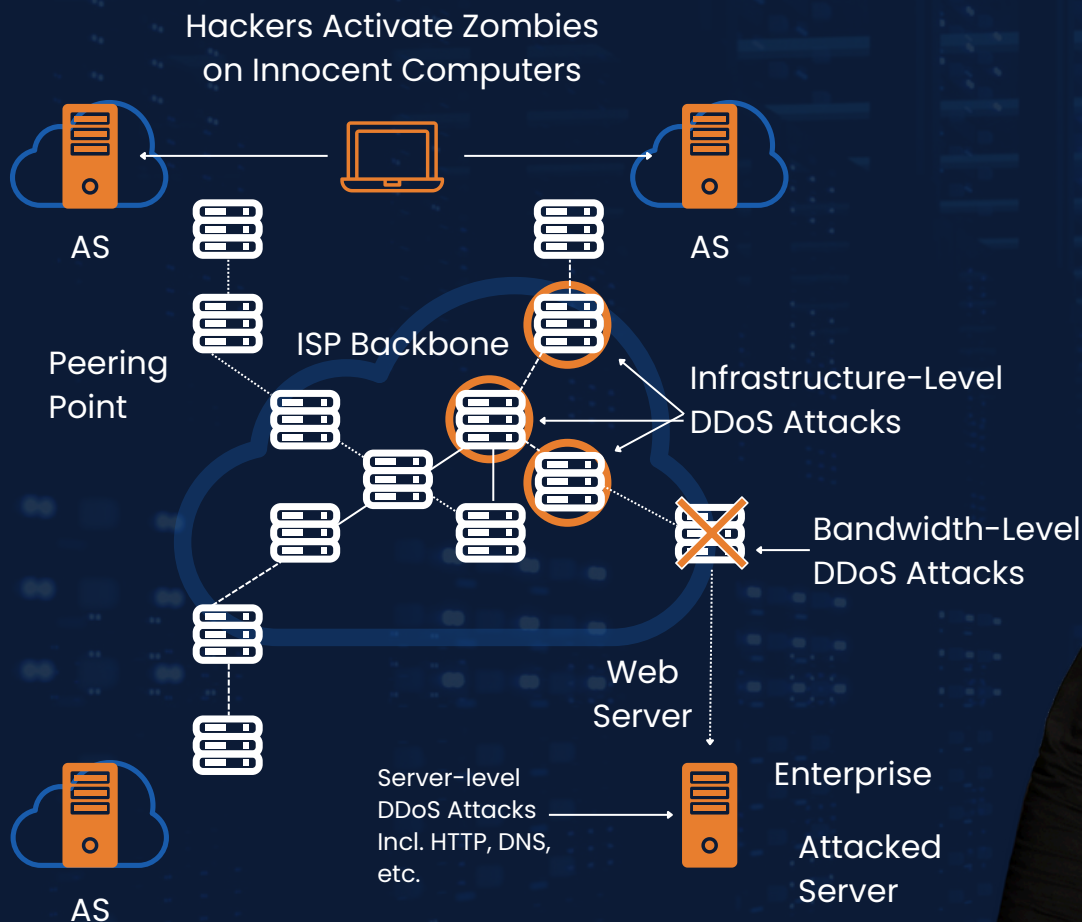 Hackers Activate Zombies
on Innocent Computers
AS
AS
Peering
Point
ISP Backbone
Infrastructure-Level
DDoS Attacks
Bandwidth-Level
DDoS Attacks
Web
Server
Server-level
DDoS Attacks
Incl. HTTP, DNS,
etc.
Enterprise
Attacked
Server
AS